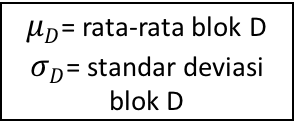 μ_D= rata-rata blok D
σ_D= standar deviasi
blok D